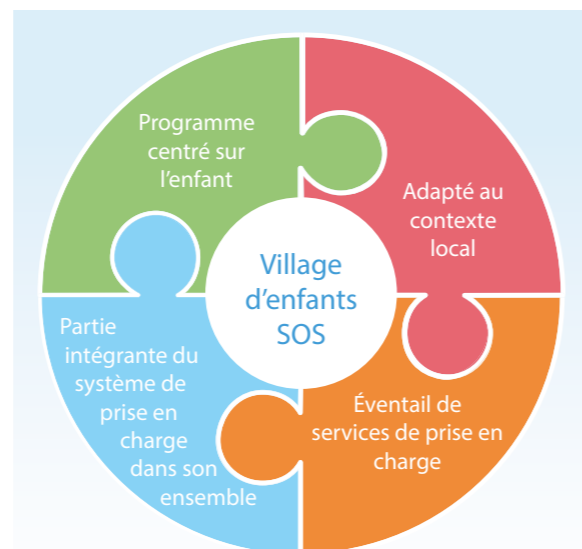 Programme
centré sur
l'enfant
Adapté au
contexte
local
Village
d'enfants
SOS
Partie
intégrante du
système de
prise en
charge
dans son
ensemble
Éventail de
services de prise en
charge